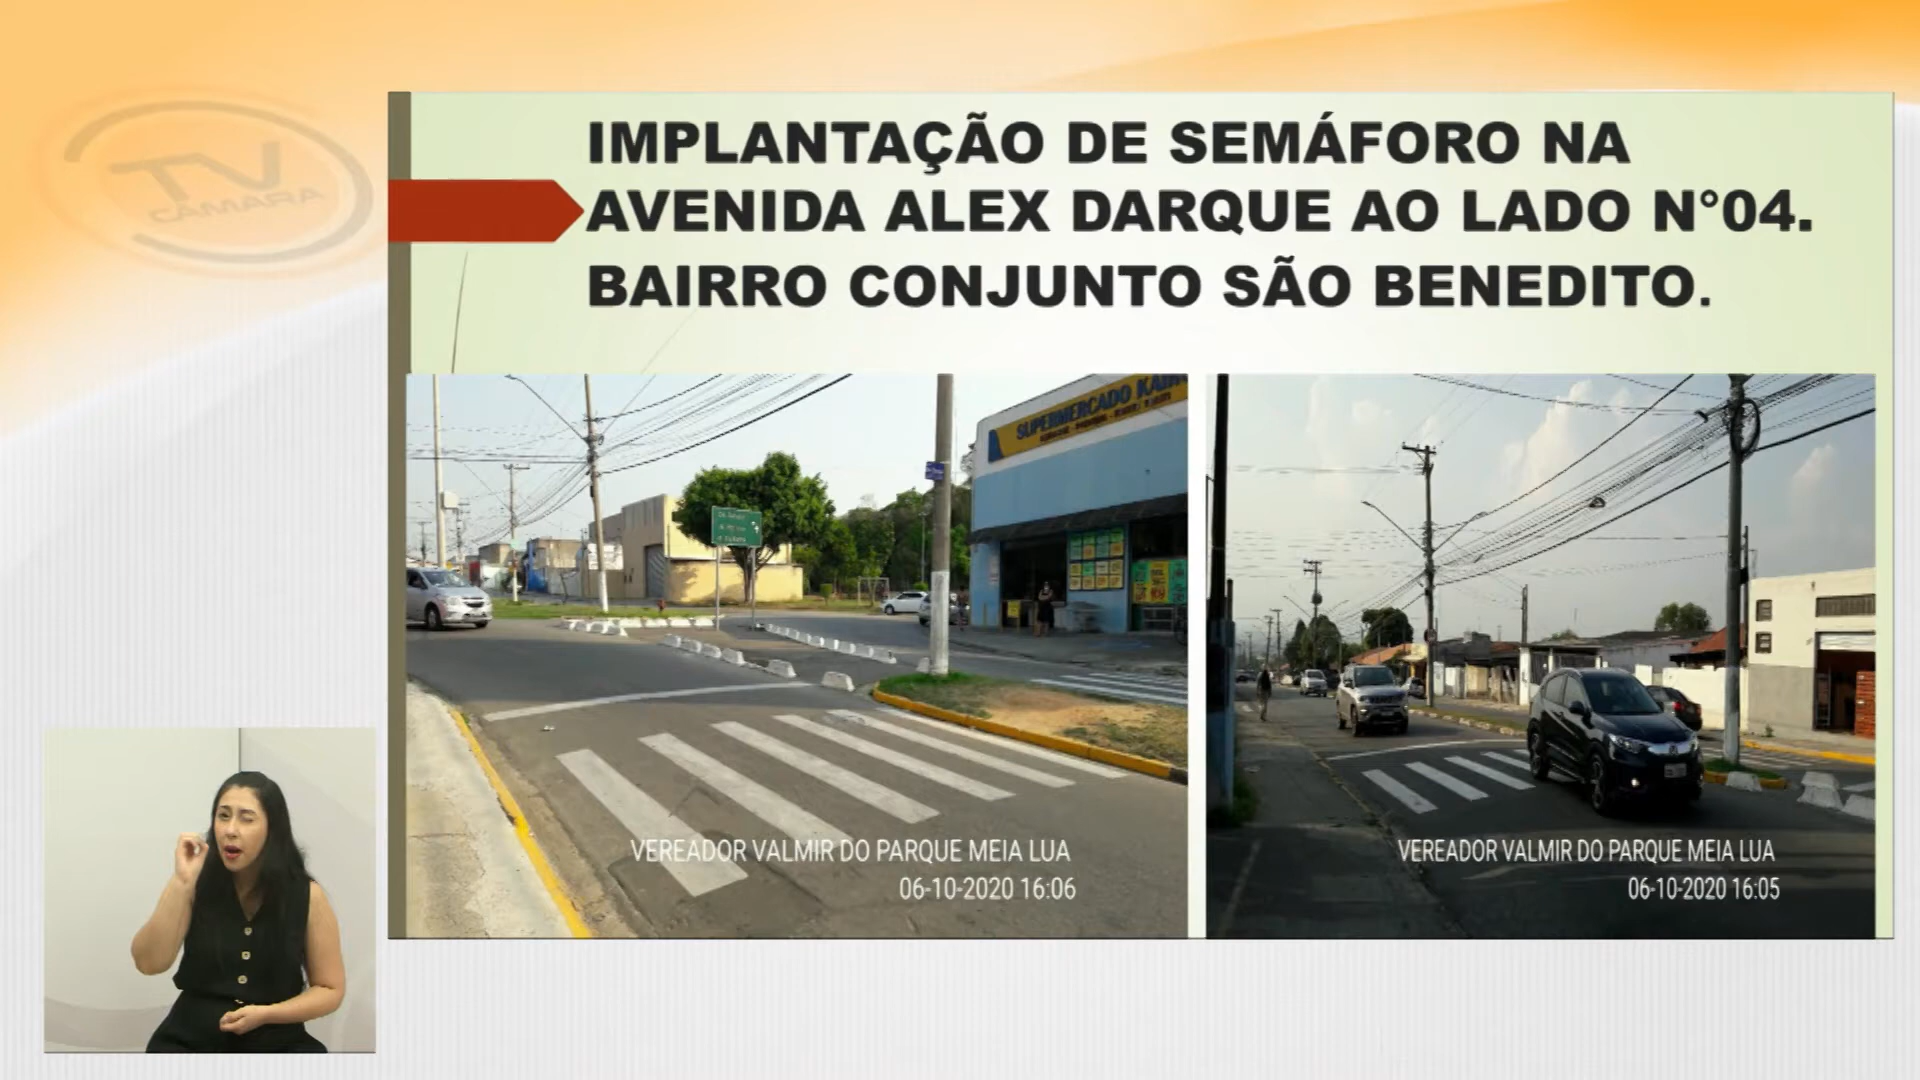 TV
CÂMARA
IMPLANTAÇÃO DE SEMÁFORO NA
AVENIDA ALEX DARQUE AO LADO N°04.
BAIRRO CONJUNTO SÃO BENEDITO.
SUPERMERCADO
VEREADOR VALMIR DO PARQUE MEIA LUA
06-10-2020 16:06
VEREADOR VALMIR DO PARQUE MEIA LUA
06-10-2020 16:05